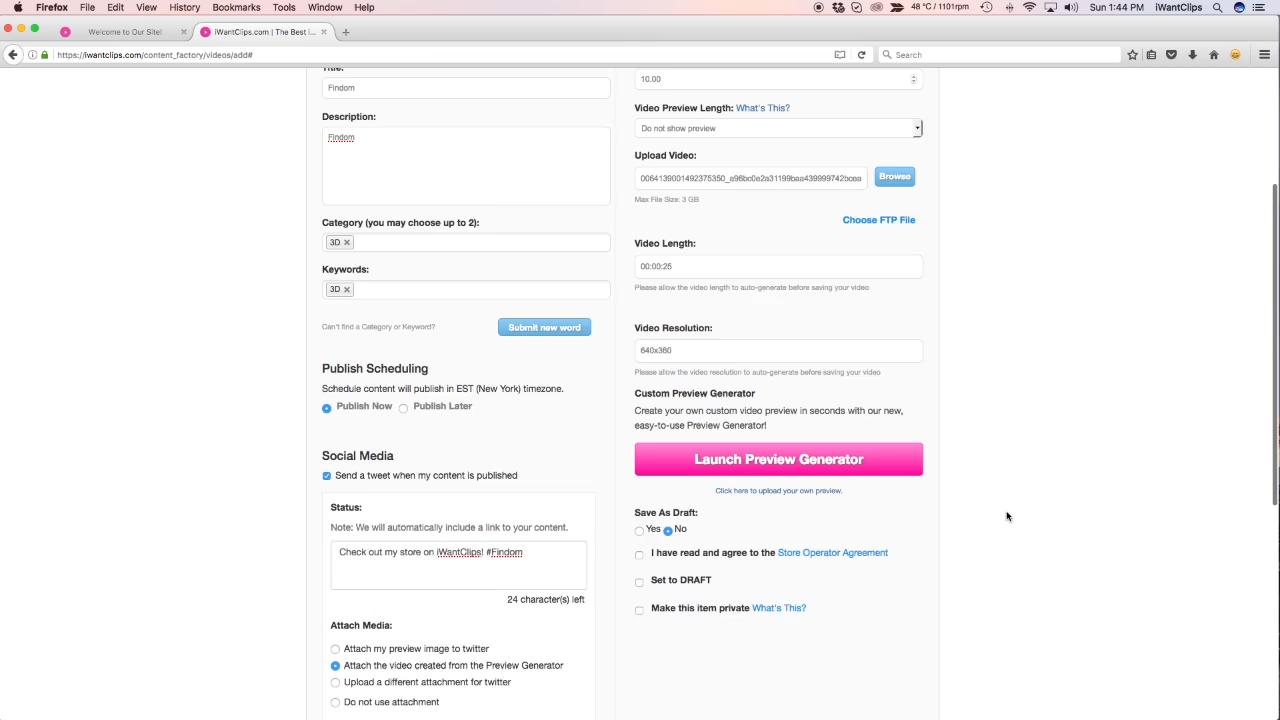 Firefox File Edit View History Bookmarks Tools Window Help
48°C / 1101rpm
Sun 1:44 PM iWantClips
Welcome to Our Site!
iWantClips.com | The Best i...
https://iwantclips.com/content_factory/videos/add#
Search
Title:
Findom
Description:
Findom
Category (you may choose up to 2):
3D
Keywords:
3D
Can't find a Category or Keyword?
Submit new word
Publish Scheduling
Schedule content will publish in EST (New York) timezone.
Publish Now
Publish Later
Social Media
Send a tweet when my content is published
Status:
Note: We will automatically include a link to your content.
Check out my store on iWantClips! #Findom
24 character(s) left
Attach Media:
Attach my preview image to twitter
Attach the video created from the Preview Generator
Upload a different attachment for twitter
Do not use attachment
10.00
Video Preview Length: What's This?
Do not show preview
Upload Video:
Browse
Max File Size: 3 GB
Choose FTP File
Video Length:
00:00:25
Please allow the video length to auto-generate before saving your video
Video Resolution:
640x360
Please allow the video resolution to auto-generate before saving your video
Custom Preview Generator
Create your own custom video preview in seconds with our new,
easy-to-use Preview Generator!
Launch Preview Generator
Click here to upload your own preview.
Save As Draft:
Yes
No
I have read and agree to the Store Operator Agreement
Set to DRAFT
Make this item private What's This?